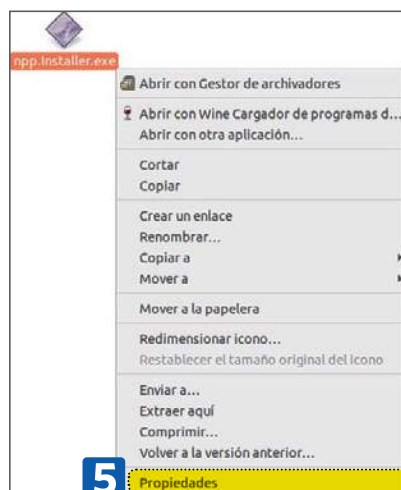 npp.Installer.exe
Abrir con Gestor de archivadores
Abrir con Wine Cargador de programas d...
Abrir con otra aplicación...
Cortar
Copiar
Crear un enlace
Renombrar...
Copiar a
Mover a
Mover a la papelera
Redimensionar icono...
Restablecer el tamaño original del icono
Enviar a...
Extraer aquí
Comprimir...
Volver a la versión anterior...
5 Propiedades